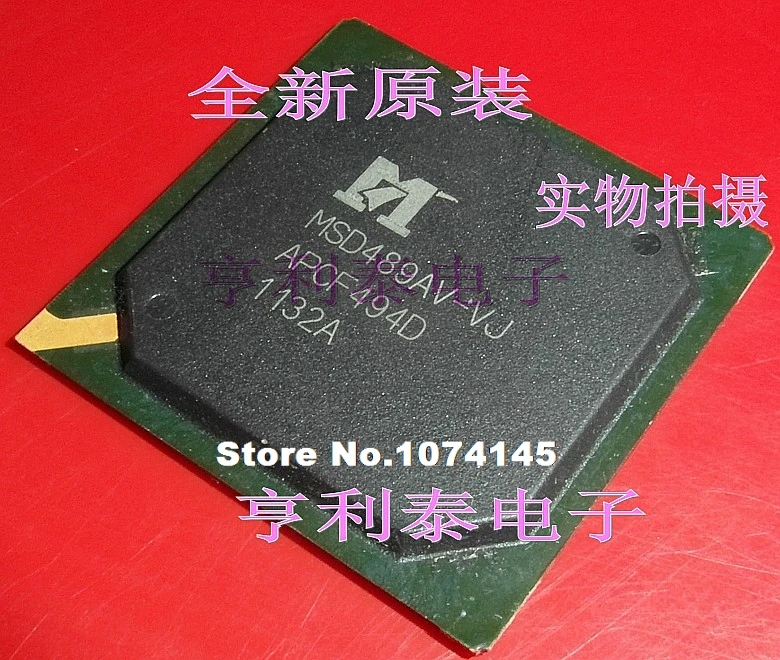 全新原装
实物拍摄
MSD489AV-VJ
亨利泰电子
1132A
Store No.1074145
亨利泰电子